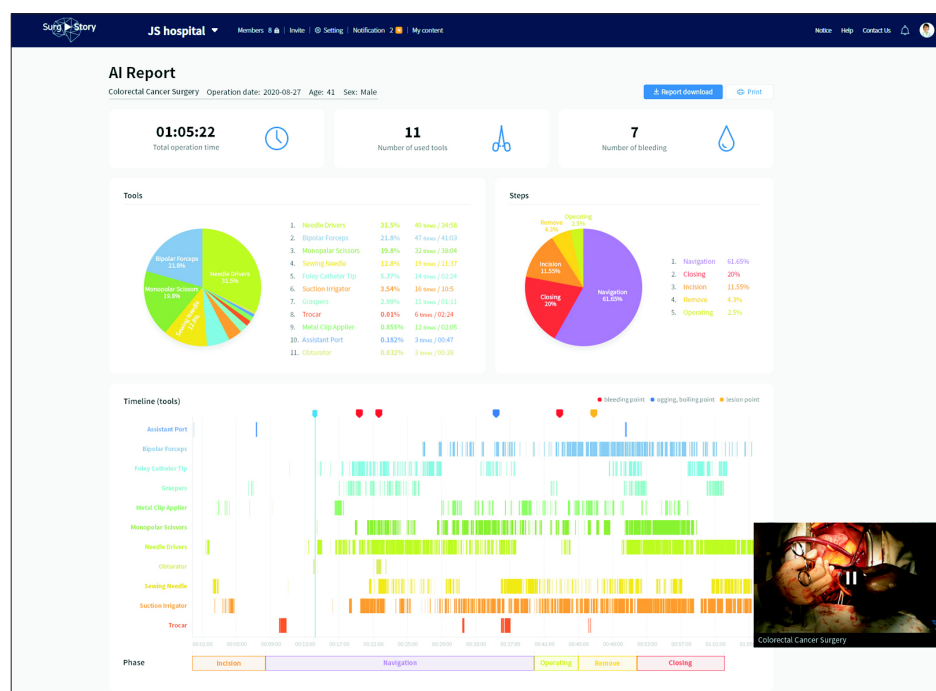 Surg Story
JS hospital
Members 8 | Invite | Setting | Notification 2 | My content
Notice Help Contact Us
AI Report
Colorectal Cancer Surgery Operation date: 2020-08-27 Age: 41 Sex: Male
Report download
Print
01:05:22
Total operation time
11
Number of used tools
7
Number of bleeding
Tools
Bipolar Forceps
21.8%
Needle Drivers
31.5%
Monopolar Scissors
19.8%
Sewing Needle
12.8%
1. Needle Drivers 31.5%
2. Bipolar Forceps 21.8% 47 times / 41:03
3. Monopolar Scissors 19.8% 32 times / 38:04
4. Sewing Needle 12.8% 19 times / 11:37
5. Foley Catheter Tip 5.37% 14 times / 02:24
6. Suction Irrigator 3.54% 16 times / 10:5
7. Graspers
8. Trocar 0.01% 6 times / 02:24
9. Metal Clip Applier 0.855% 12 times / 02:05
10. Assistant Port 0.182% 3 times / 00:47
11. Obturator 0.032% 3 times / 00:38
Steps
Operating
2.5%
Remove
4.3%
Incision
11.55%
Closing
20%
Navigation
61.65%
1. Navigation 61.65%
2. Closing 20%
3. Incision 11.55%
4. Remove 4.3%
5. Operating 2.5%
Timeline (tools)
bleeding point ogging, boiling point lesion point
Assistant Port
Bipolar Forceps
Foley Catheter Tip
Graspers
Metal Clip Applier
Monopolar Scissors
Needle Drivers
Obturator
Sewing Needle
Suction Irrigator
Trocar
Phase Incision Navigation Operating Remove Closing
Colorectal Cancer Surgery